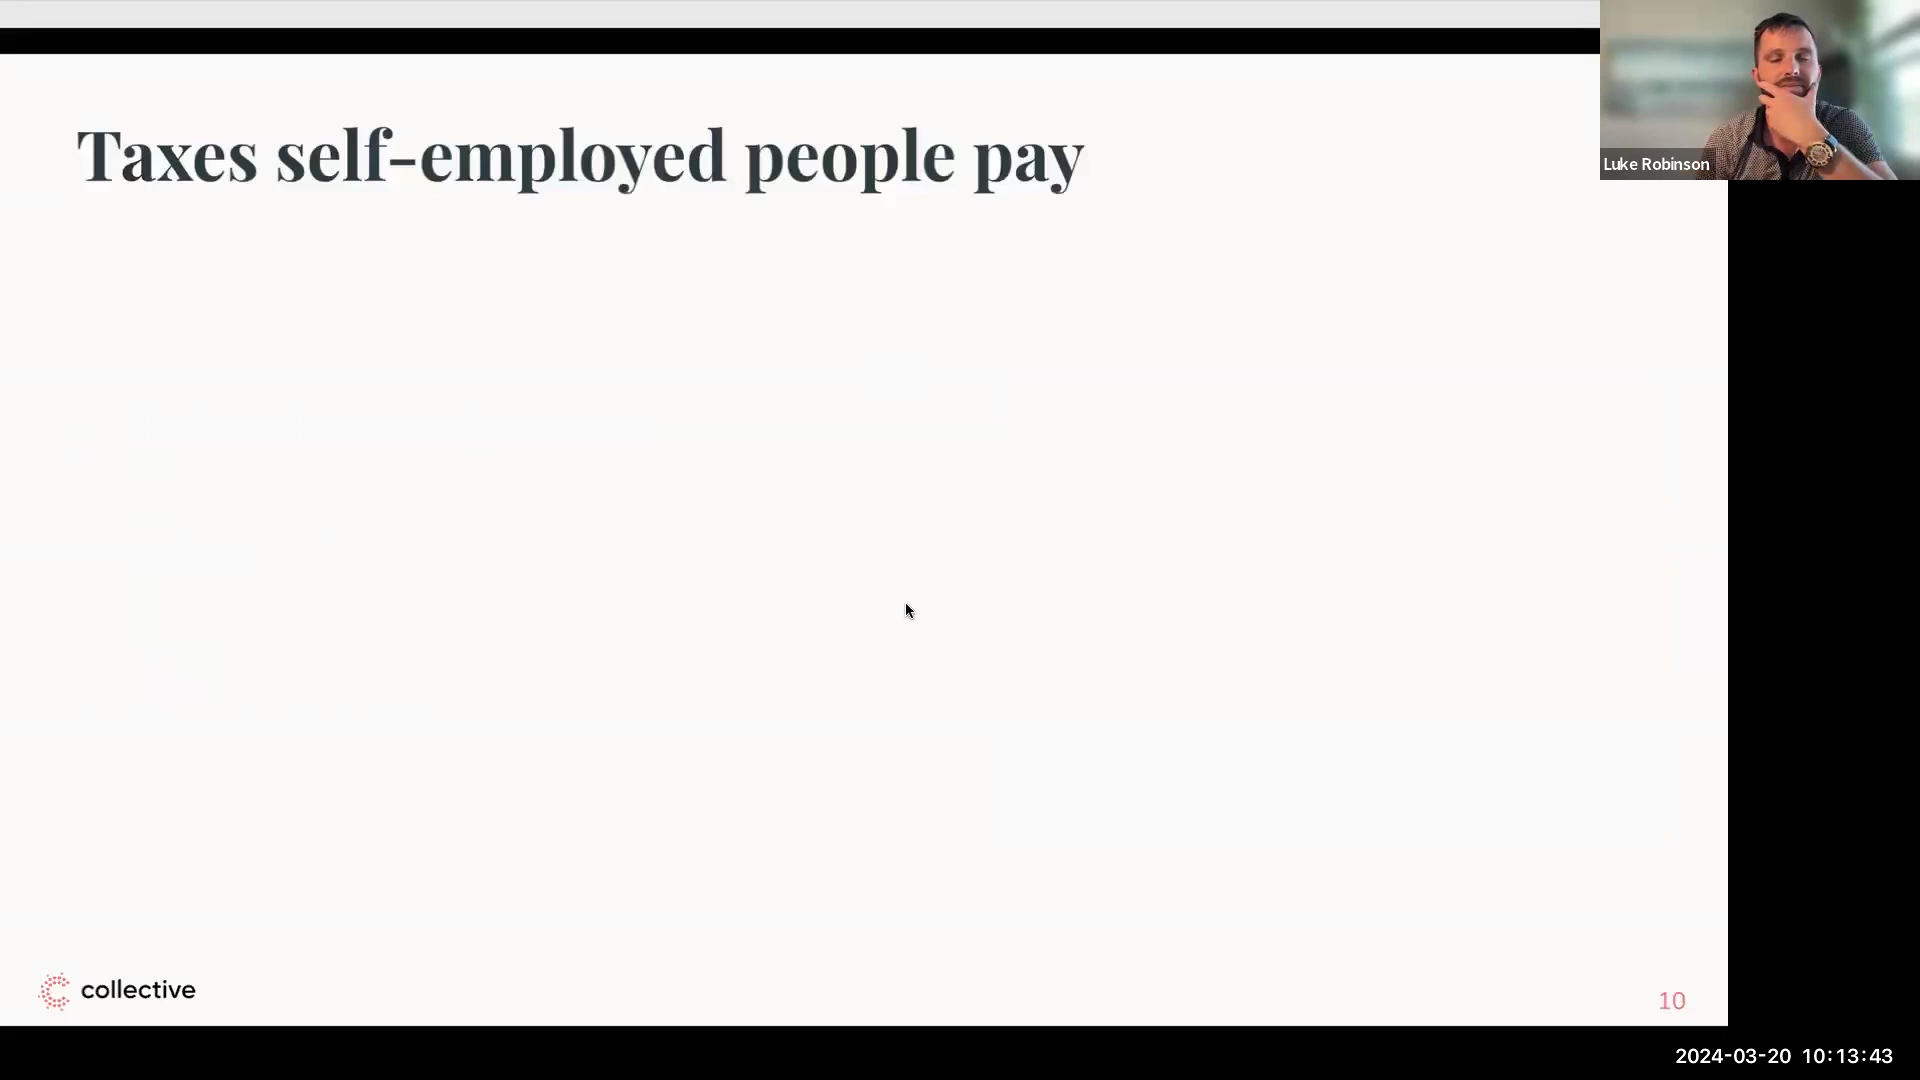 Taxes self-employed people pay
Luke Robinson
collective
10
2024-03-20 10:13:43